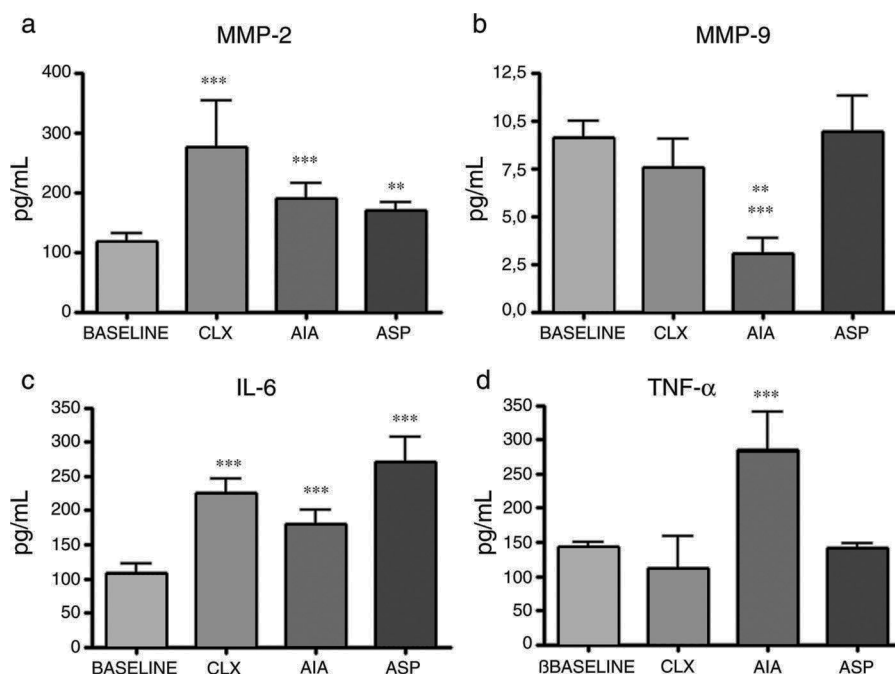 a
MMP-2
400
300
200
100
0
pg/mL
***
***
**
BASELINE CLX AIA ASP
b
MMP-9
12,5
10,5
7,5
5,0
2,5
0,0
pg/mL
**
***
BASELINE CLX AIA ASP
c
IL-6
350
300
250
200
150
100
50
0
pg/mL
***
***
***
BASELINE CLX AIA ASP
d
TNF-α
350
300
250
200
150
100
50
0
pg/mL
***
ßBASELINE CLX AIA ASP